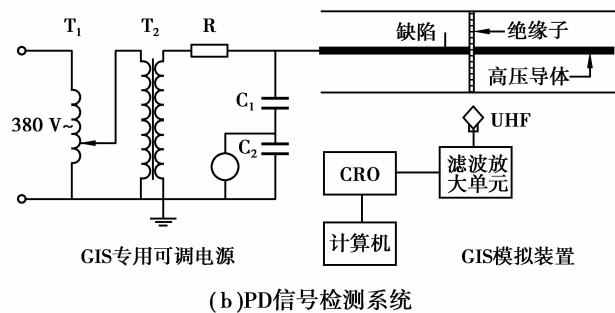 T1
T2
R
380 V~
C1
C2
缺陷
绝缘子
高压导体
UHF
滤波放
大单元
CRO
计算机
GIS专用可调电源
GIS模拟装置
(b)PD信号检测系统